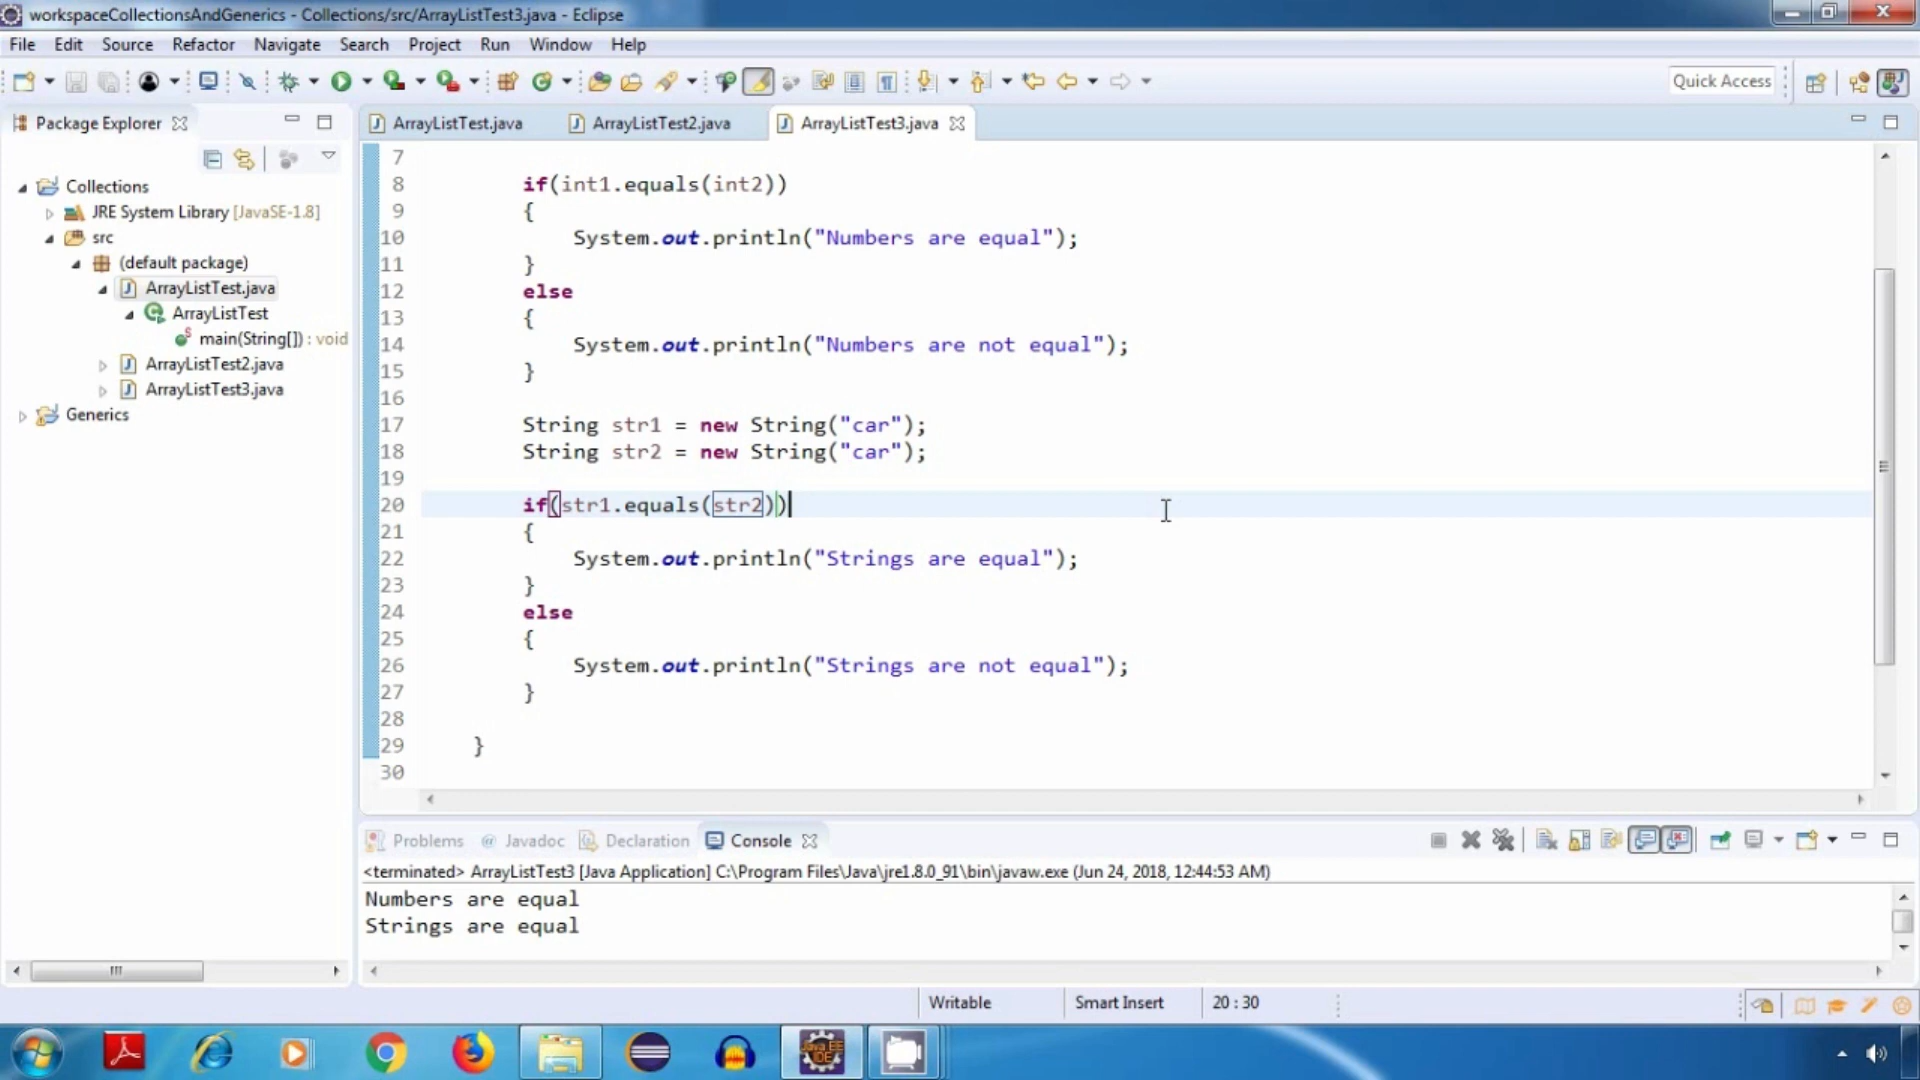 workspaceCollectionsAndGenerics - Collections/src/ArrayListTest3.java - Eclipse
File Edit Source Refactor Navigate Search Project Run Window Help
Quick Access
Package Explorer
Collections
JRE System Library [JavaSE-1.8]
src
(default package)
ArrayListTest.java
ArrayListTest
main(String[]) : void
ArrayListTest2.java
ArrayListTest3.java
Generics
ArrayListTest.java ArrayListTest2.java ArrayListTest3.java
7
8 if(int1.equals(int2))
9 {
10 System.out.println("Numbers are equal");
11 }
12 else
13 {
14 System.out.println("Numbers are not equal");
15 }
16
17 String str1 = new String("car");
18 String str2 = new String("car");
19
20 if(str1.equals(str2))
21 {
22 System.out.println("Strings are equal");
23 }
24 else
25 {
26 System.out.println("Strings are not equal");
27 }
28
29 }
30
Problems @ Javadoc Declaration Console
<terminated> ArrayListTest3 [Java Application] C:\Program Files\Java\jre1.8.0_91\bin\javaw.exe (Jun 24, 2018, 12:44:53 AM)
Numbers are equal
Strings are equal
Writable Smart Insert 20 : 30
Java EE
IDE